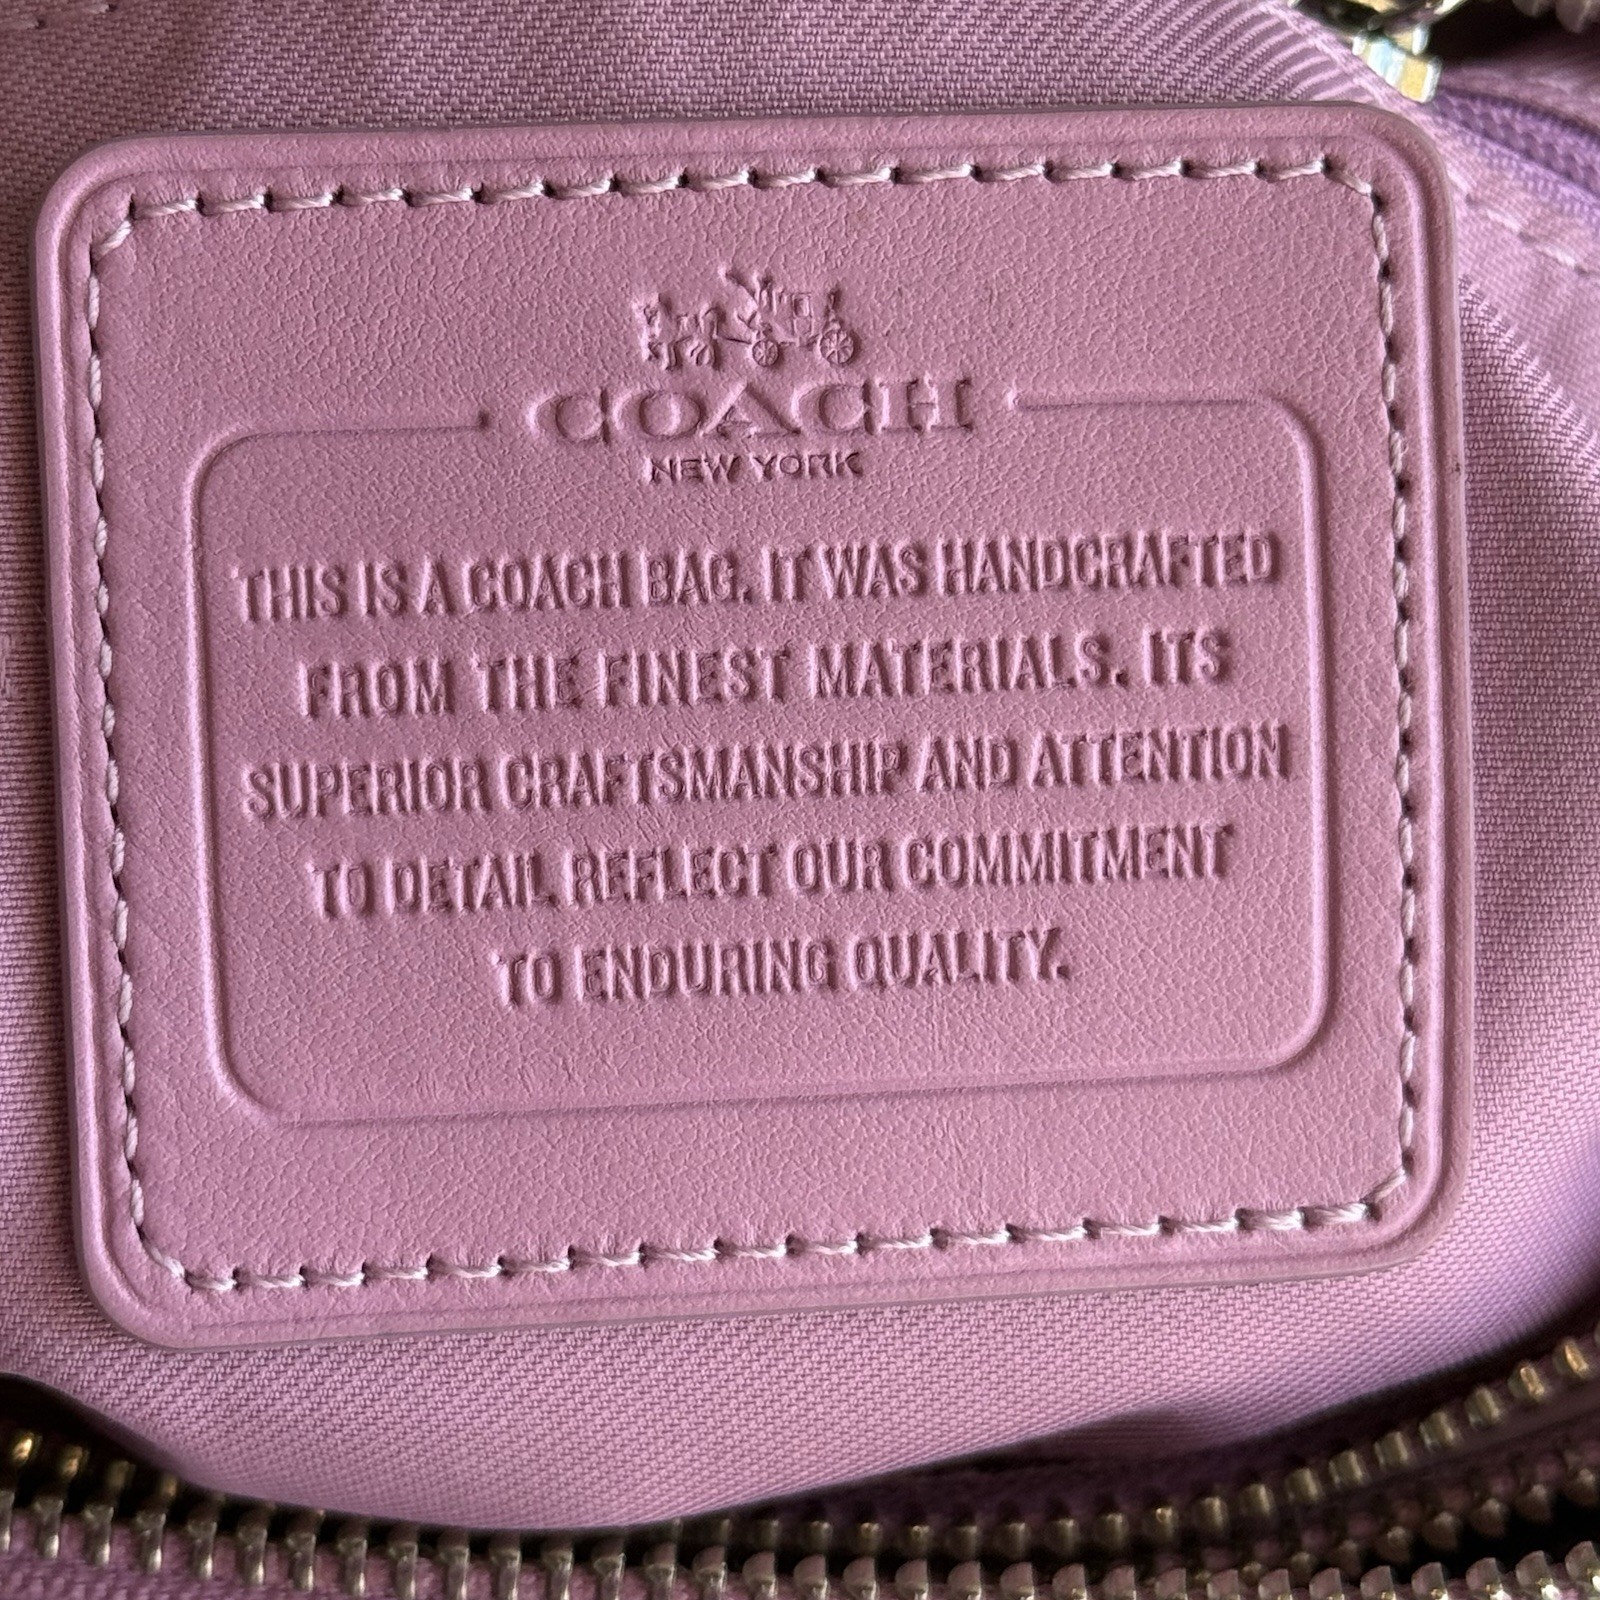 COACH
NEW YORK
THIS IS A COACH BAG. IT WAS HANDCRAFTED
FROM THE FINEST MATERIALS. ITS
SUPERIOR CRAFTSMANSHIP AND ATTENTION
TO DETAIL REFLECT OUR COMMITMENT
TO ENDURING QUALITY.